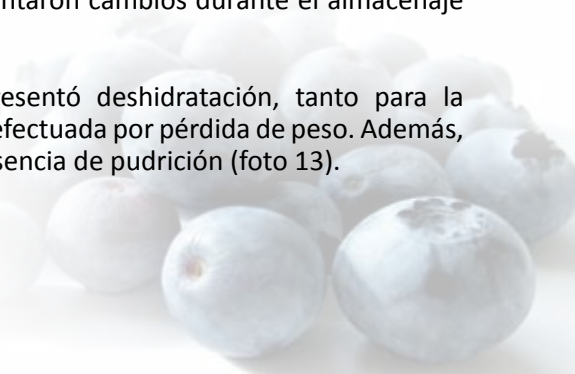 ntaron cambios durante el almacenaje
resentó deshidratación, tanto para la
efectuada por pérdida de peso. Además,
sencia de pudrición (foto 13).